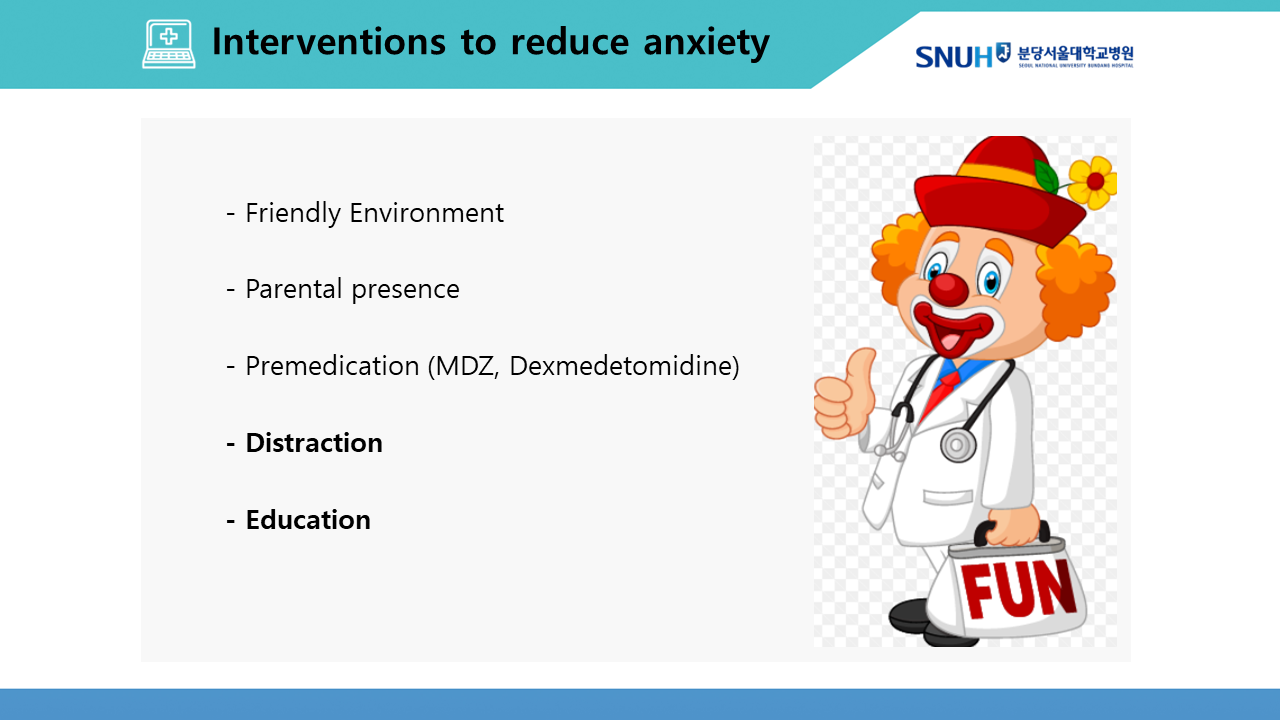 Interventions to reduce anxiety
SNUH 분당서울대학교병원
SEOUL NATIONAL UNIVERSITY BUNDANG HOSPITAL
- Friendly Environment
- Parental presence
- Premedication (MDZ, Dexmedetomidine)
- Distraction
- Education
FUN